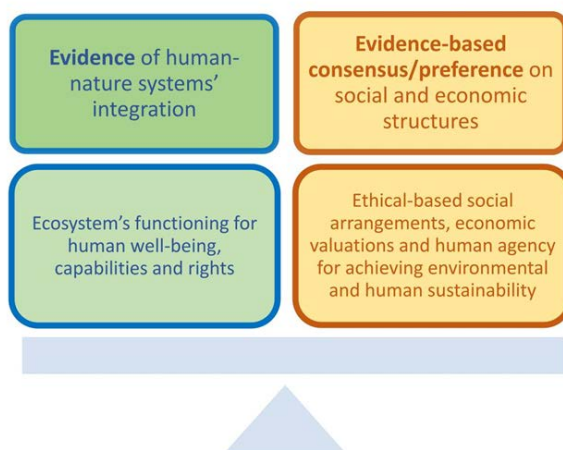 Evidence of human-
nature systems’
integration
Evidence-based
consensus/preference on
social and economic
structures
Ecosystem’s functioning for
human well-being,
capabilities and rights
Ethical-based social
arrangements, economic
valuations and human agency
for achieving environmental
and human sustainability